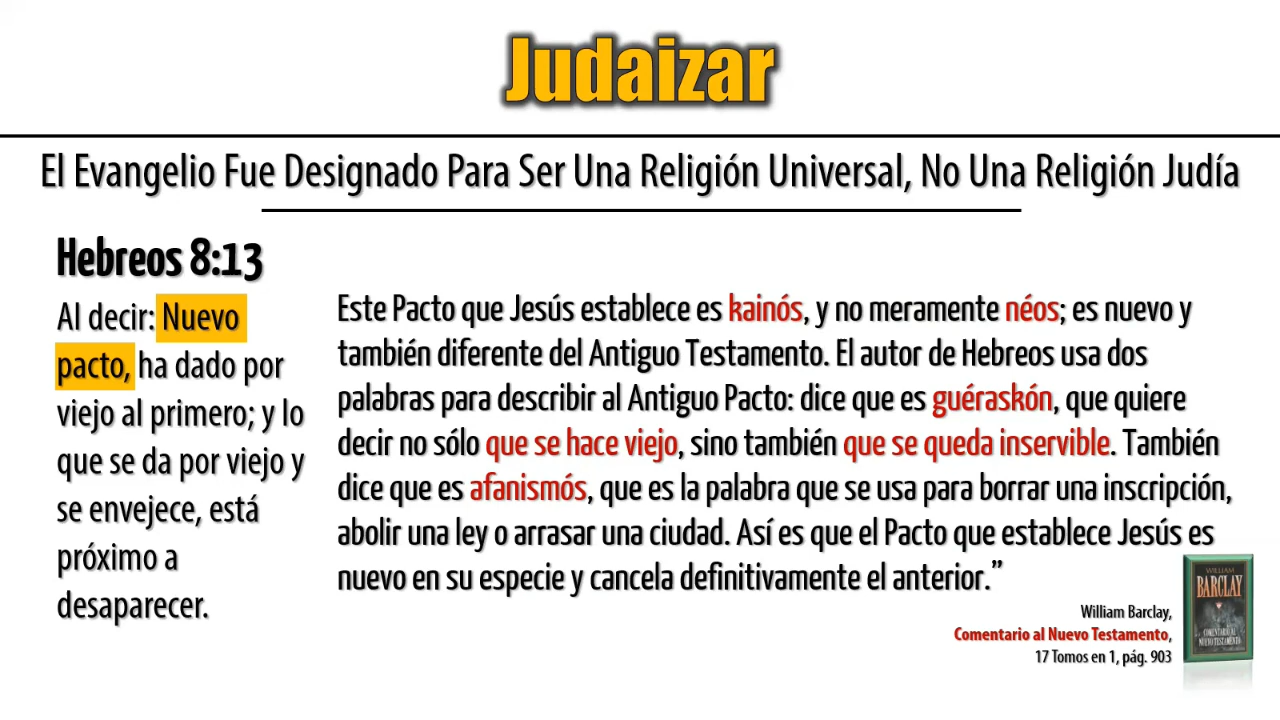 Judaizar
El Evangelio Fue Designado Para Ser Una Religión Universal, No Una Religión Judía
Hebreos 8:13
Al decir: Nuevo
pacto, ha dado por
viejo al primero; y lo
que se da por viejo y
se envejece, está
próximo a
desaparecer.
Este Pacto que Jesús establece es kainós, y no meramente néos; es nuevo y
también diferente del Antiguo Testamento. El autor de Hebreos usa dos
palabras para describir al Antiguo Pacto: dice que es guéraskón, que quiere
decir no sólo que se hace viejo, sino también que se queda inservible. También
dice que es afanismós, que es la palabra que se usa para borrar una inscripción,
abolir una ley o arrasar una ciudad. Así es que el Pacto que establece Jesús es
nuevo en su especie y cancela definitivamente el anterior.”
William Barclay,
Comentario al Nuevo Testamento,
17 Tomos en 1, pág. 903
WILLIAM
BARCLAY
COMENTARIO AL
NUEVO TESTAMENTO